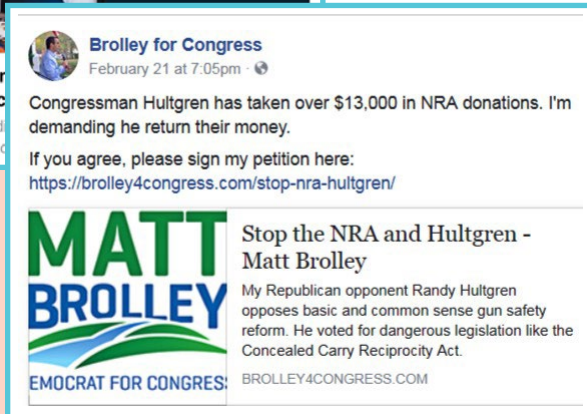 Brolley for Congress
February 21 at 7:05pm ·
Congressman Hultgren has taken over $13,000 in NRA donations. I'm
demanding he return their money.
If you agree, please sign my petition here:
https://brolley4congress.com/stop-nra-hultgren/
MATT
BROLLEY
EMOCRAT FOR CONGRES
Stop the NRA and Hultgren -
Matt Brolley
My Republican opponent Randy Hultgren
opposes basic and common sense gun safety
reform. He voted for dangerous legislation like the
Concealed Carry Reciprocity Act.
BROLLEY4CONGRESS.COM